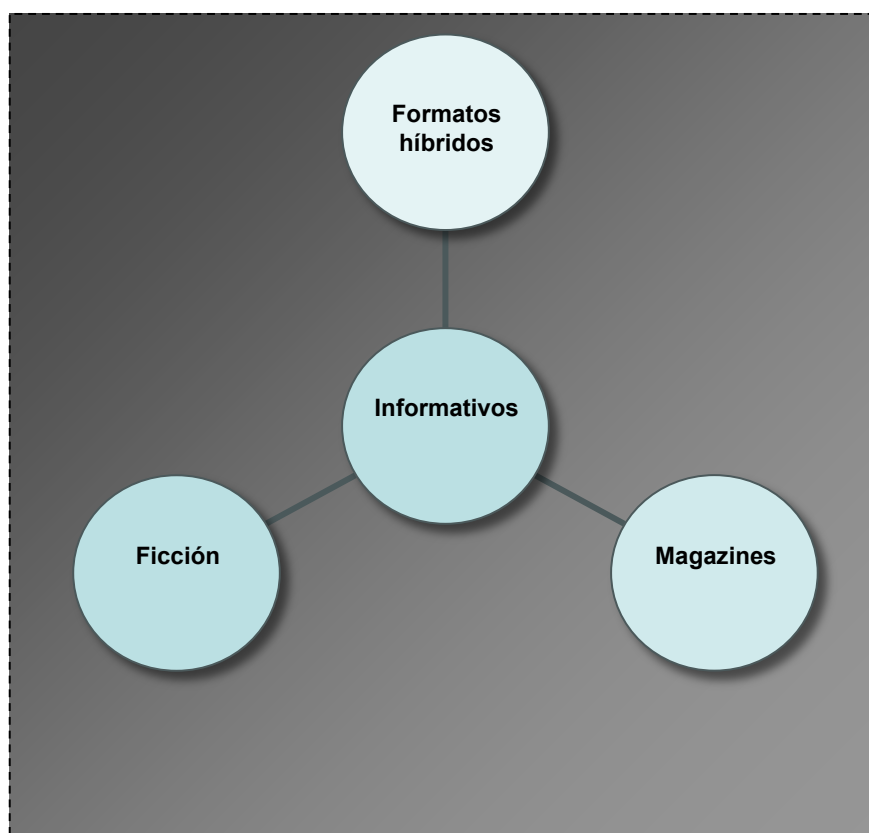 Formatos
híbridos
Informativos
Ficción
Magazines